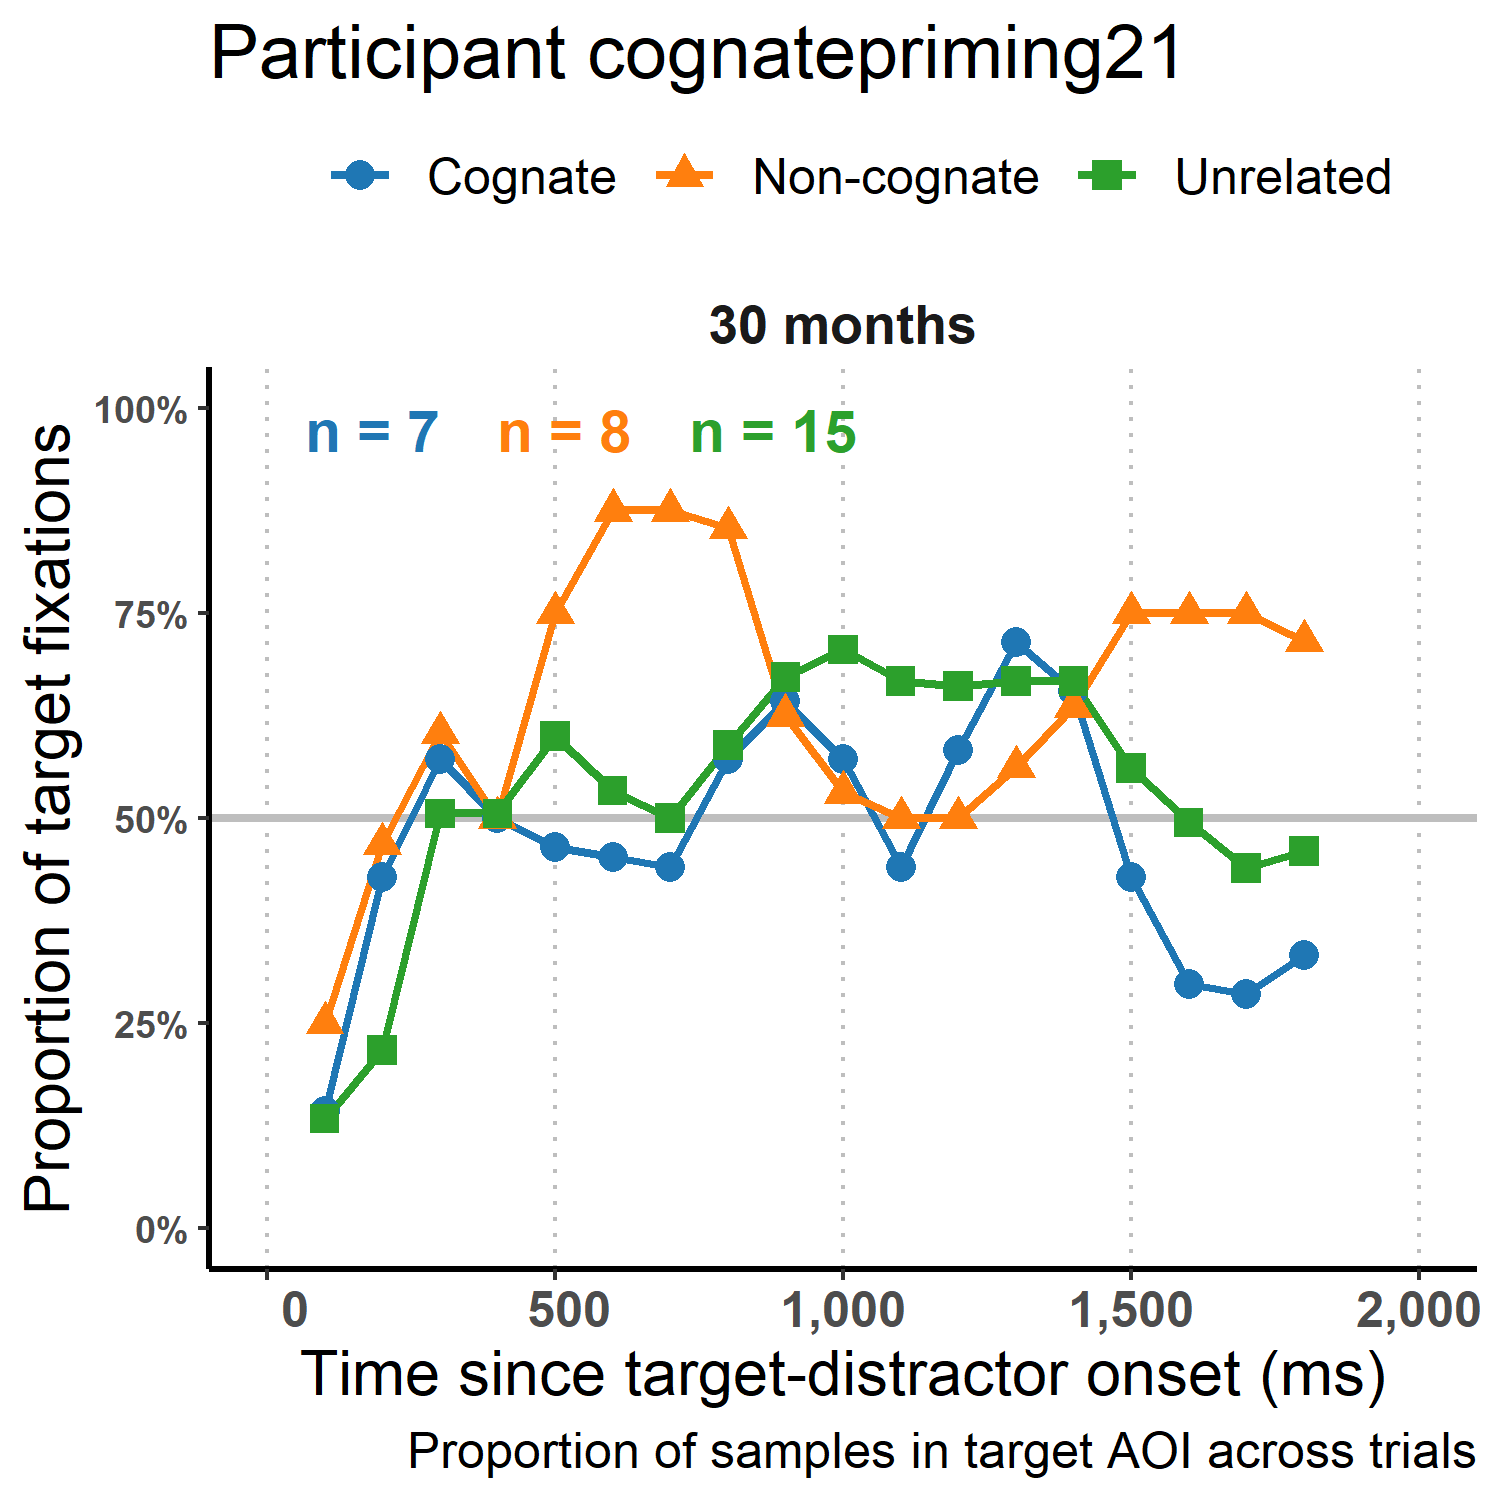 Participant cognatepriming21
Cognate Non-cognate Unrelated
30 months
n = 7 n = 8 n = 15
100%
75%
50%
25%
0%
Proportion of target fixations
0 500 1,000 1,500 2,000
Time since target-distractor onset (ms)
Proportion of samples in target AOI across trials